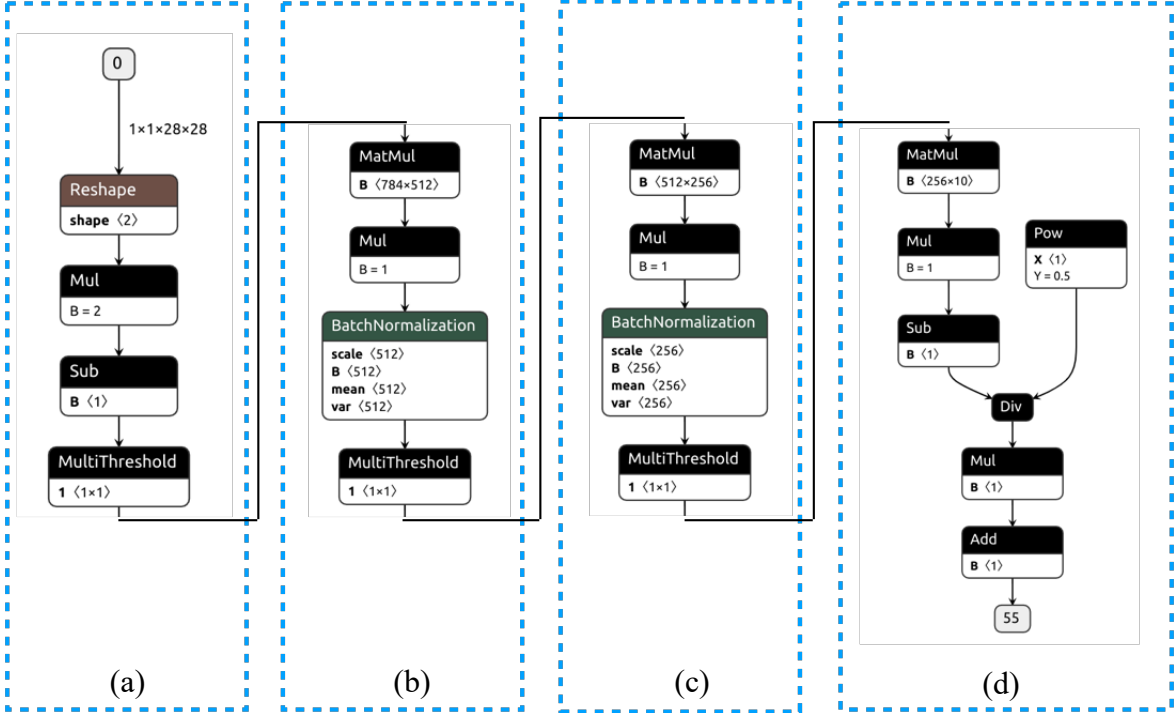 0
1×1×28×28
Reshape
shape 〈2〉
Mul
B = 2
Sub
B 〈1〉
MultiThreshold
1 〈1×1〉
(a)
MatMul
B 〈784×512〉
Mul
B = 1
BatchNormalization
scale 〈512〉
B 〈512〉
mean 〈512〉
var 〈512〉
MultiThreshold
1 〈1×1〉
(b)
MatMul
B 〈512×256〉
Mul
B = 1
BatchNormalization
scale 〈256〉
B 〈256〉
mean 〈256〉
var 〈256〉
MultiThreshold
1 〈1×1〉
(c)
MatMul
B 〈256×10〉
Mul
B = 1
Pow
X 〈1〉
Y = 0.5
Sub
B 〈1〉
Div
Mul
B 〈1〉
Add
B 〈1〉
55
(d)